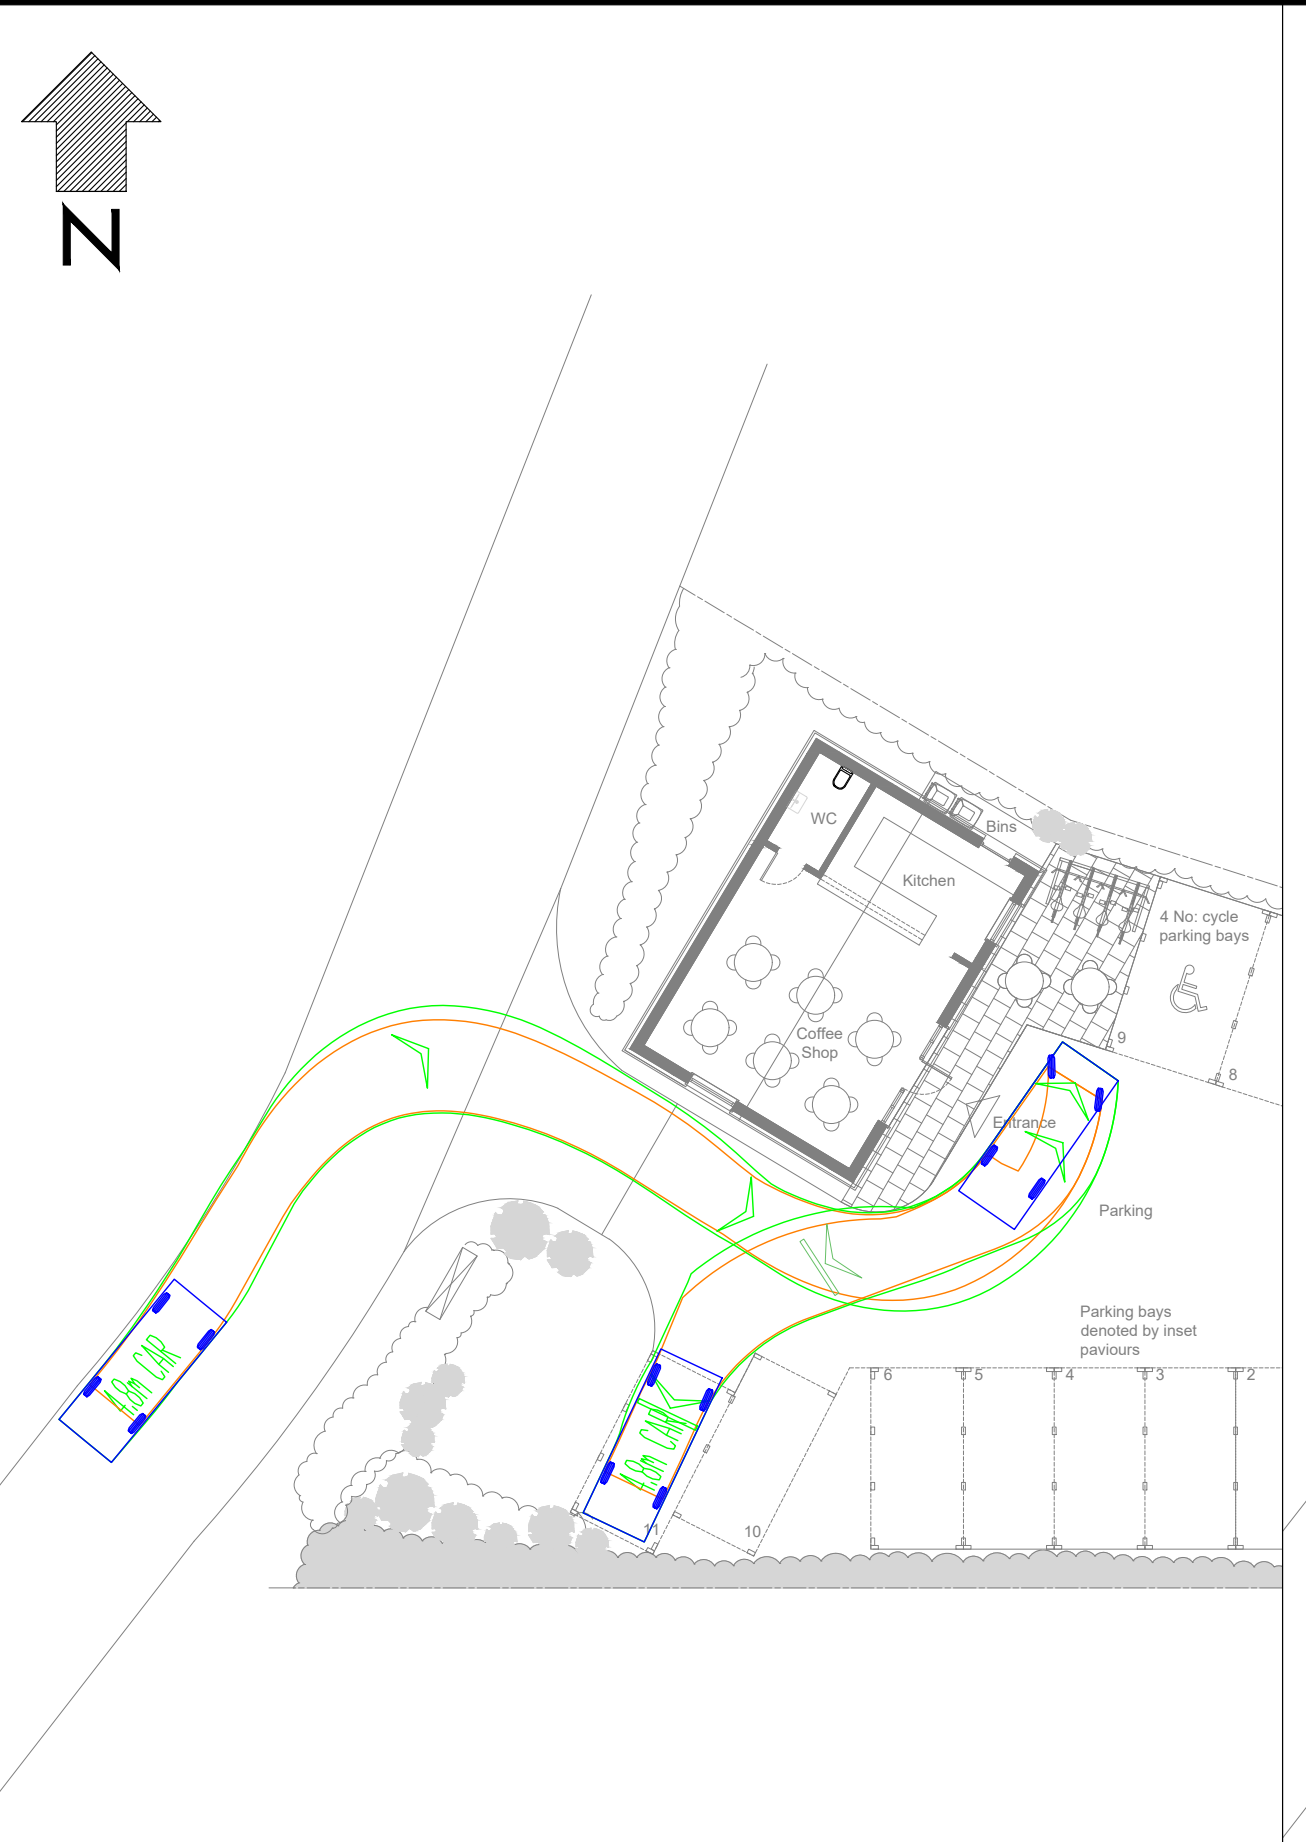 N
WC
Bins
Kitchen
4 No: cycle
parking bays
Coffee
Shop
9
8
Entrance
Parking
Parking bays
denoted by inset
paviours
4.8m CAR
6
5
4
3
2
4.8m CAR
11
10